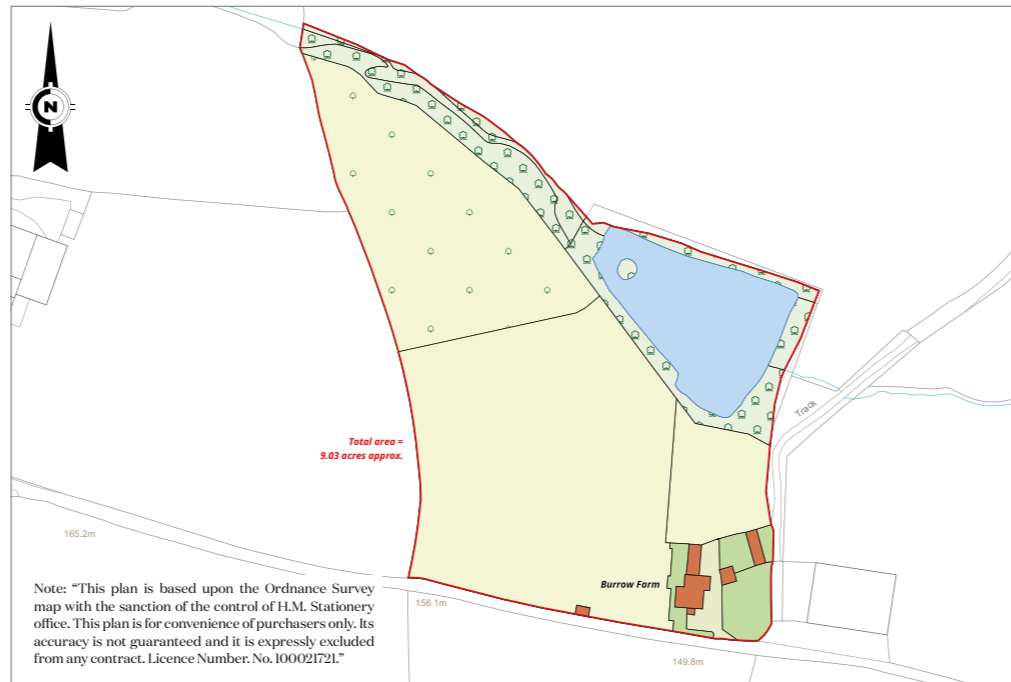 N
Track
Total area =
9.03 acres approx.
165.2m
Burrow Farm
Note: “This plan is based upon the Ordnance Survey
map with the sanction of the control of H.M. Stationery
office. This plan is for convenience of purchasers only. Its
accuracy is not guaranteed and it is expressly excluded
from any contract. Licence Number. No. 100021721.”
156.1m
149.8m